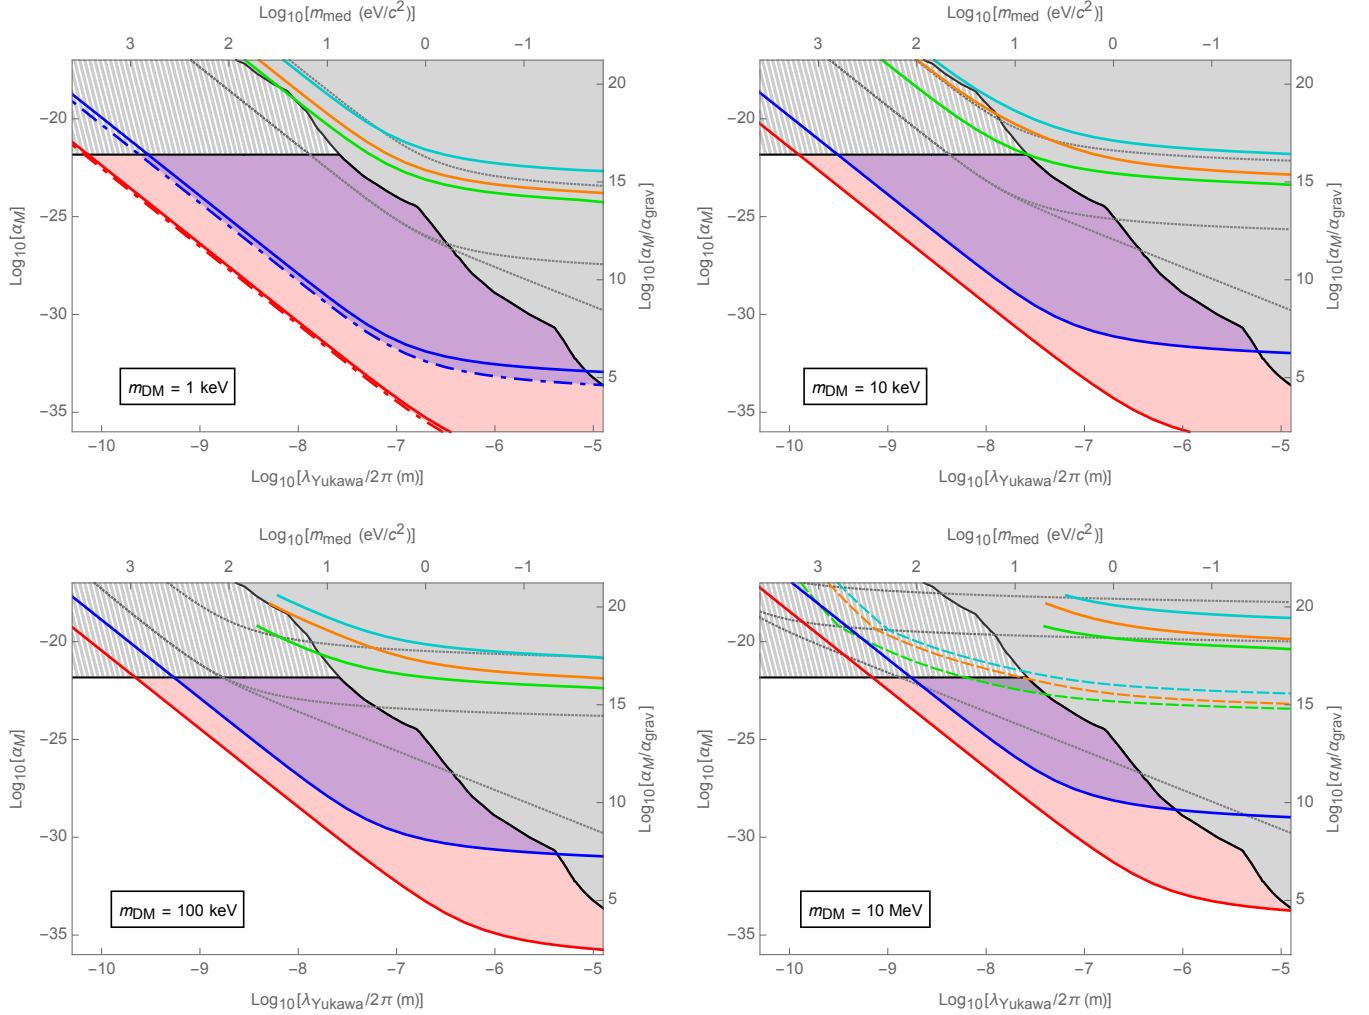 Log10[mmed (eV/c²)]
3 2 1 0 −1
−20
−25
−30
−35
Log10[αM]
20
15
10
5
Log10[αM/αgrav]
mDM = 1 keV
−10 −9 −8 −7 −6 −5
Log10[λYukawa/2π (m)]
Log10[mmed (eV/c²)]
3 2 1 0 −1
−20
−25
−30
−35
Log10[αM]
20
15
10
5
Log10[αM/αgrav]
mDM = 10 keV
−10 −9 −8 −7 −6 −5
Log10[λYukawa/2π (m)]
Log10[mmed (eV/c²)]
3 2 1 0 −1
−20
−25
−30
−35
Log10[αM]
20
15
10
5
Log10[αM/αgrav]
mDM = 100 keV
−10 −9 −8 −7 −6 −5
Log10[λYukawa/2π (m)]
Log10[mmed (eV/c²)]
3 2 1 0 −1
−20
−25
−30
−35
Log10[αM]
20
15
10
5
Log10[αM/αgrav]
mDM = 10 MeV
−10 −9 −8 −7 −6 −5
Log10[λYukawa/2π (m)]